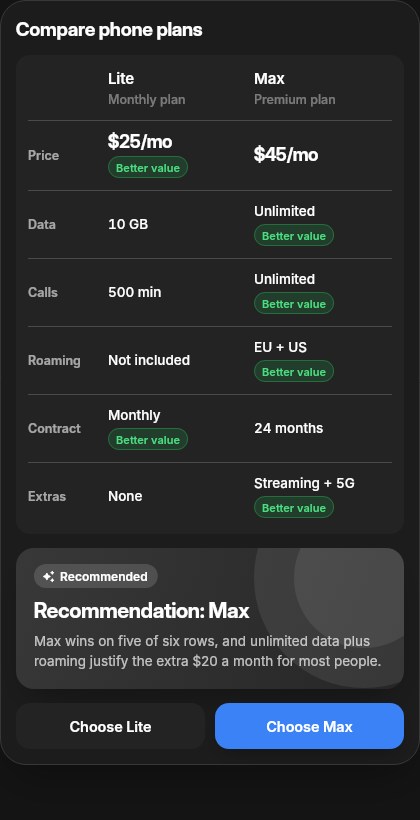 Compare phone plans
Lite Max
Monthly plan Premium plan
Price $25/mo Better value $45/mo
Data 10 GB Unlimited Better value
Calls 500 min Unlimited Better value
Roaming Not included EU + US Better value
Contract Monthly Better value 24 months
Extras None Streaming + 5G Better value
Recommended
Recommendation: Max
Max wins on five of six rows, and unlimited data plus
roaming justify the extra $20 a month for most people.
Choose Lite Choose Max